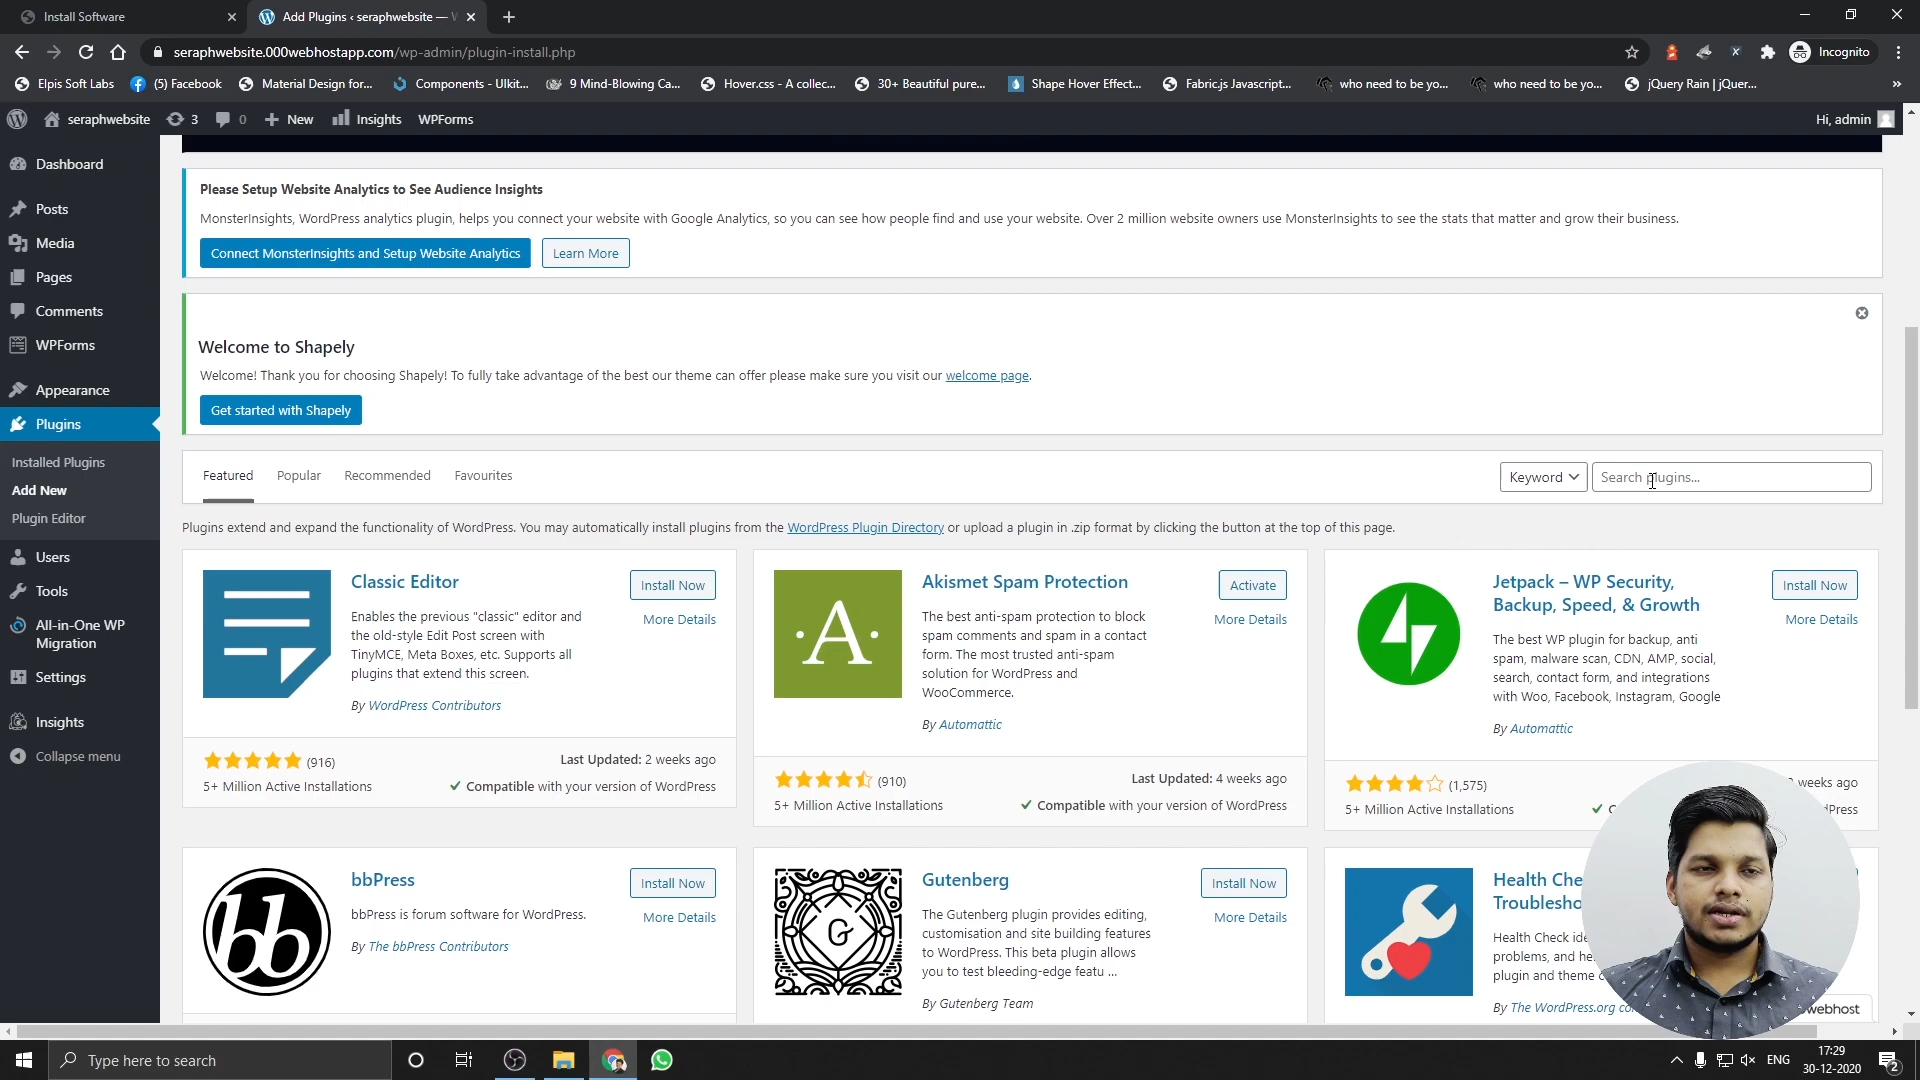 Install Software
Add Plugins ‹ seraphwebsite — W
seraphwebsite.000webhostapp.com/wp-admin/plugin-install.php
Incognito
Elpis Soft Labs
(5) Facebook
Material Design for...
Components - UIkit...
9 Mind-Blowing Ca...
Hover.css - A collec...
30+ Beautiful pure...
Shape Hover Effect...
Fabric.js Javascript...
who need to be yo...
who need to be yo...
jQuery Rain | jQuer...
»
seraphwebsite
3
0
New
Insights
WPForms
Hi, admin
Dashboard
Posts
Media
Pages
Comments
WPForms
Appearance
Plugins
Installed Plugins
Add New
Plugin Editor
Users
Tools
All-in-One WP
Migration
Settings
Insights
Collapse menu
Please Setup Website Analytics to See Audience Insights
MonsterInsights, WordPress analytics plugin, helps you connect your website with Google Analytics, so you can see how people find and use your website. Over 2 million website owners use MonsterInsights to see the stats that matter and grow their business.
Connect MonsterInsights and Setup Website Analytics
Learn More
Welcome to Shapely
Welcome! Thank you for choosing Shapely! To fully take advantage of the best our theme can offer please make sure you visit our welcome page.
Get started with Shapely
Featured
Popular
Recommended
Favourites
Keyword
Search plugins...
Plugins extend and expand the functionality of WordPress. You may automatically install plugins from the WordPress Plugin Directory or upload a plugin in .zip format by clicking the button at the top of this page.
Classic Editor
Install Now
More Details
Enables the previous "classic" editor and
the old-style Edit Post screen with
TinyMCE, Meta Boxes, etc. Supports all
plugins that extend this screen.
By WordPress Contributors
(916)
Last Updated: 2 weeks ago
5+ Million Active Installations
Compatible with your version of WordPress
A
Akismet Spam Protection
Activate
More Details
The best anti-spam protection to block
spam comments and spam in a contact
form. The most trusted anti-spam
solution for WordPress and
WooCommerce.
By Automattic
(910)
Last Updated: 4 weeks ago
5+ Million Active Installations
Compatible with your version of WordPress
Jetpack – WP Security,
Backup, Speed, & Growth
Install Now
More Details
The best WP plugin for backup, anti
spam, malware scan, CDN, AMP, social,
search, contact form, and integrations
with Woo, Facebook, Instagram, Google
By Automattic
(1,575)
weeks ago
5+ Million Active Installations
bb
bbPress
Install Now
More Details
bbPress is forum software for WordPress.
By The bbPress Contributors
G
Gutenberg
Install Now
More Details
The Gutenberg plugin provides editing,
customisation and site building features
to WordPress. This beta plugin allows
you to test bleeding-edge featu ...
By Gutenberg Team
Health Che
Troublesho
Health Check ide
problems, and he
plugin and theme
By The WordPress.org
webhost
Type here to search
ENG
17:29
30-12-2020
2